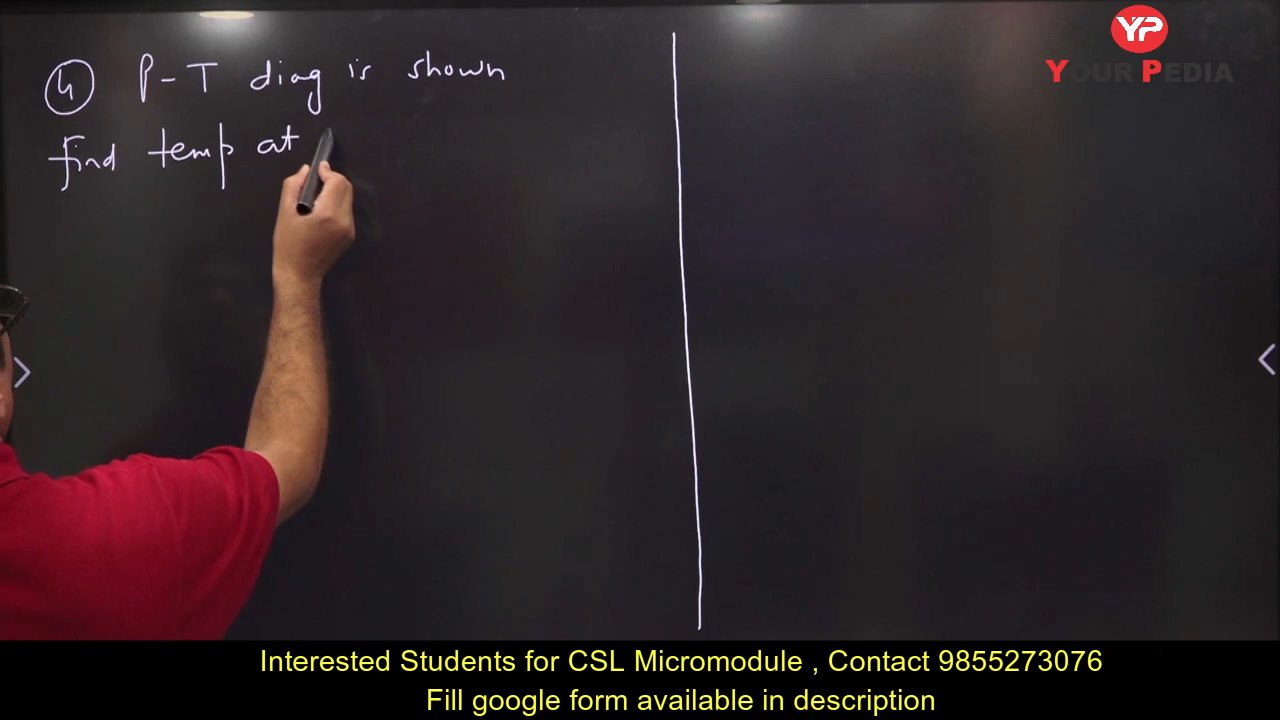 4 P-T diag is shown
find temp at
YP
YOUR PEDIA
Interested Students for CSL Micromodule , Contact 9855273076
Fill google form available in description